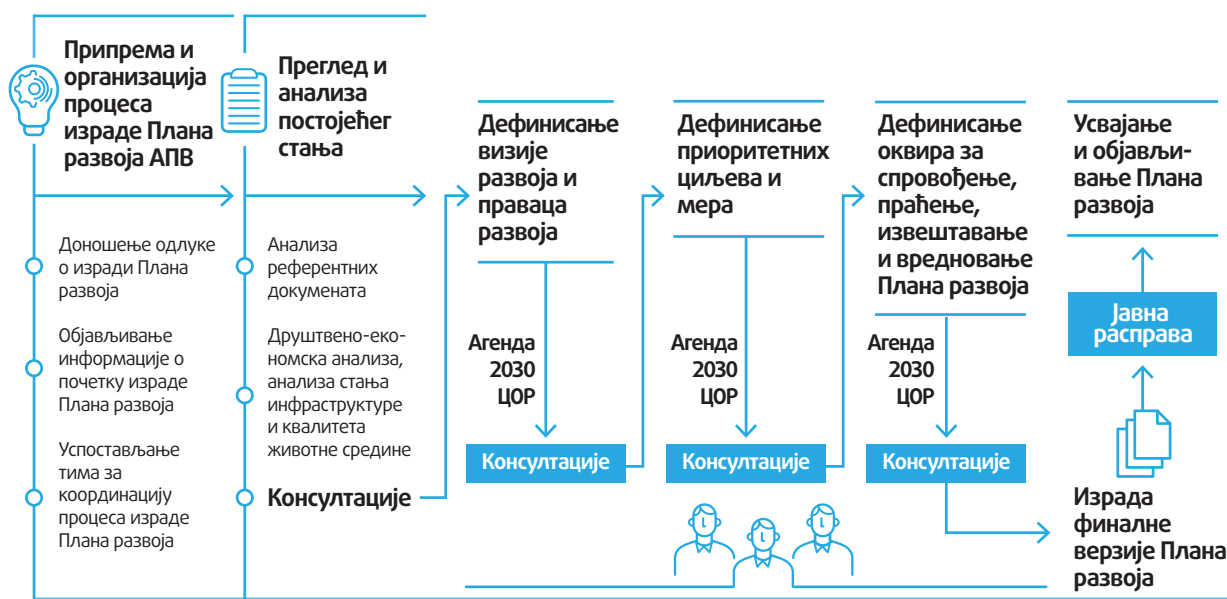 Припрема и
организација
процеса
израде Плана
развоја АПВ
Доношење одлуке
о изради Плана
развоја
Објављивање
информације о
почетку израде
Плана развоја
Успостављање
тима за
координацију
процеса израде
Плана развоја
Преглед и
анализа
постојећег
стања
Анализа
референтних
докумената
Друштвено-еко-
номска анализа,
анализа стања
инфраструктуре
и квалитета
животне средине
Консултације
Дефинисање
визије
развоја и
праваца
развоја
Агенда
2030
ЦОР
Консултације
Дефинисање
приоритетних
циљева и
мера
Агенда
2030
ЦОР
Консултације
Дефинисање
оквира за
спровођење,
праћење,
извештавање
и вредновање
Плана развоја
Агенда
2030
ЦОР
Консултације
Израда
финалне
верзије Плана
развоја
Јавна
расправа
Усвајање
и објављи-
вање Плана
развоја